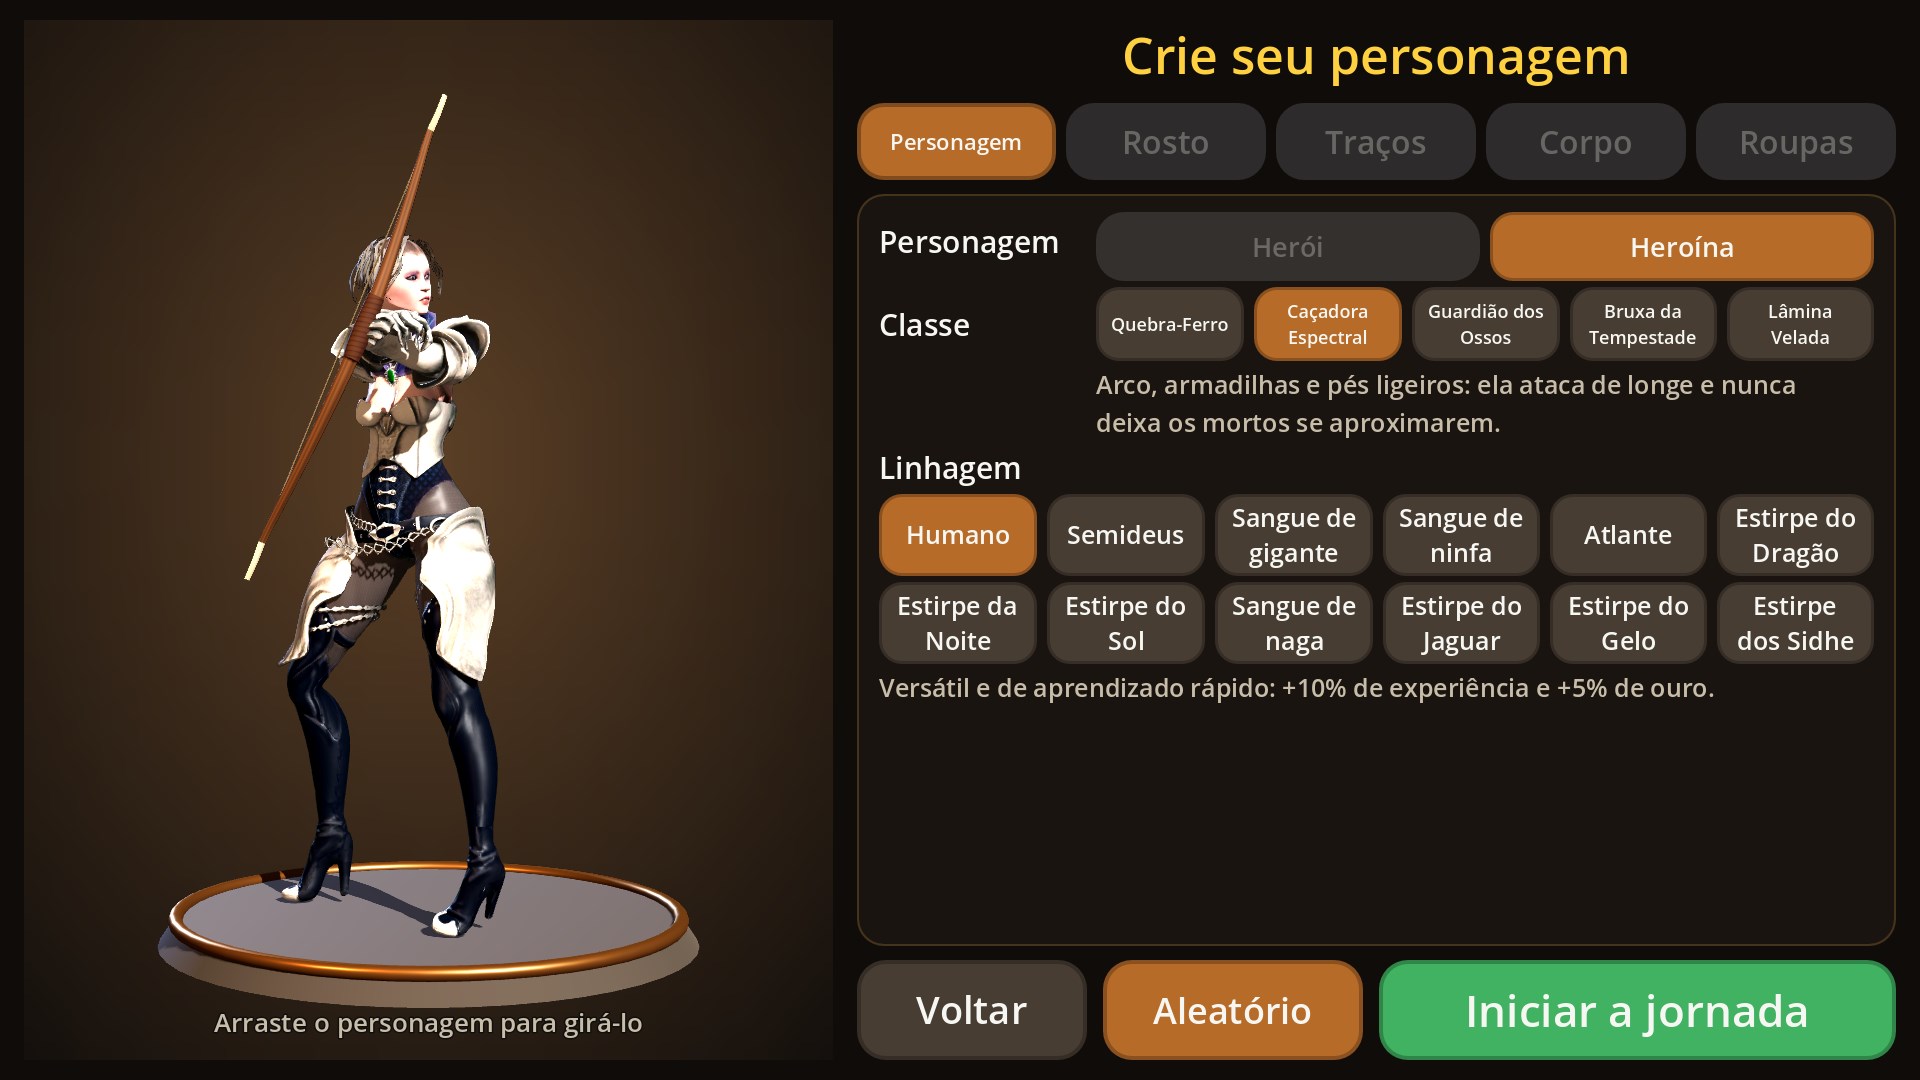 Crie seu personagem
Personagem
Rosto
Traços
Corpo
Roupas
Personagem
Herói
Heroína
Classe
Quebra-Ferro
Caçadora
Espectral
Guardião dos
Ossos
Bruxa da
Tempestade
Lâmina
Velada
Arco, armadilhas e pés ligeiros: ela ataca de longe e nunca
deixa os mortos se aproximarem.
Linhagem
Humano
Semideus
Sangue de
gigante
Sangue de
ninfa
Atlante
Estirpe do
Dragão
Estirpe da
Noite
Estirpe do
Sol
Sangue de
naga
Estirpe do
Jaguar
Estirpe do
Gelo
Estirpe
dos Sidhe
Versátil e de aprendizado rápido: +10% de experiência e +5% de ouro.
Arraste o personagem para girá-lo
Voltar
Aleatório
Iniciar a jornada